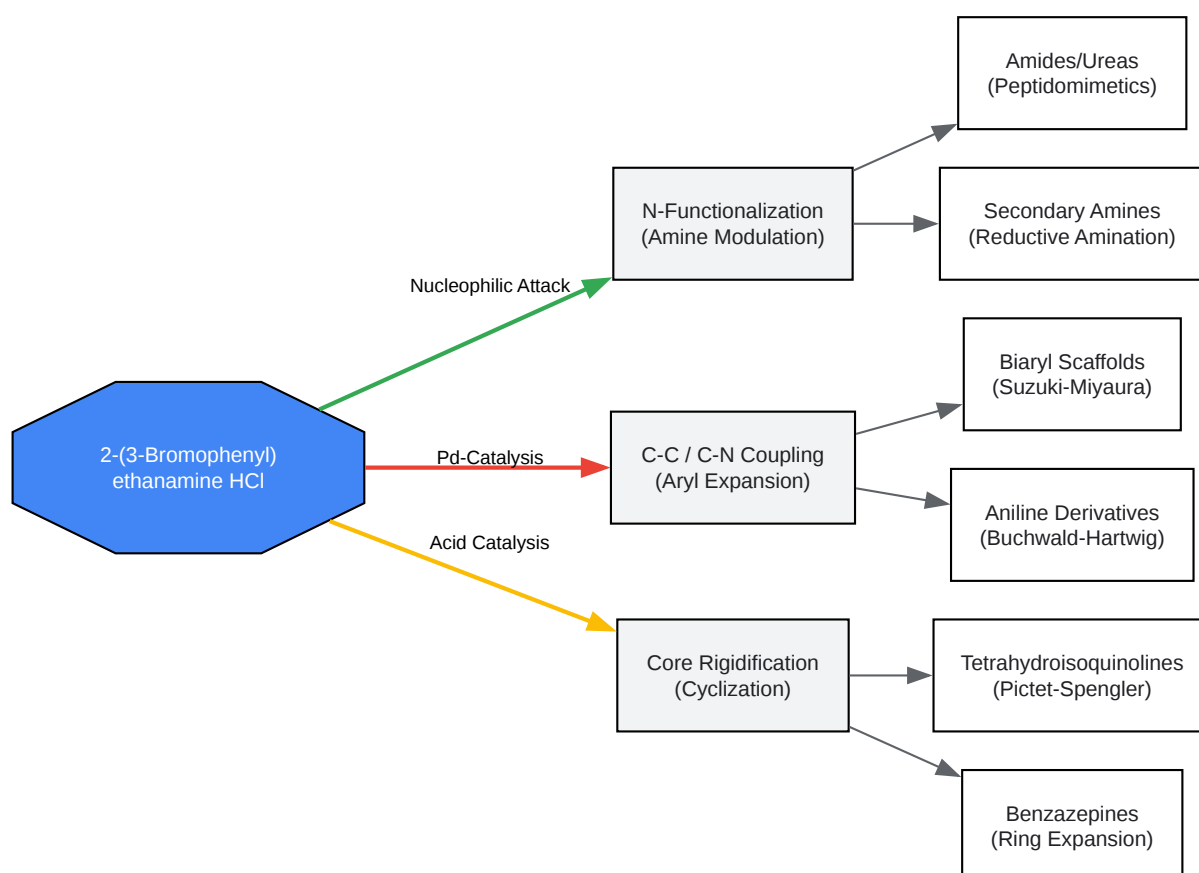 Amides/Ureas
(Peptidomimetics)
N-Functionalization
(Amine Modulation)
Secondary Amines
(Reductive Amination)
Nucleophilic Attack
Biaryl Scaffolds
(Suzuki-Miyaura)
2-(3-Bromophenyl)
ethanamine HCl
Pd-Catalysis
C-C / C-N Coupling
(Aryl Expansion)
Aniline Derivatives
(Buchwald-Hartwig)
Acid Catalysis
Core Rigidification
(Cyclization)
Tetrahydroisoquinolines
(Pictet-Spengler)
Benzazepines
(Ring Expansion)